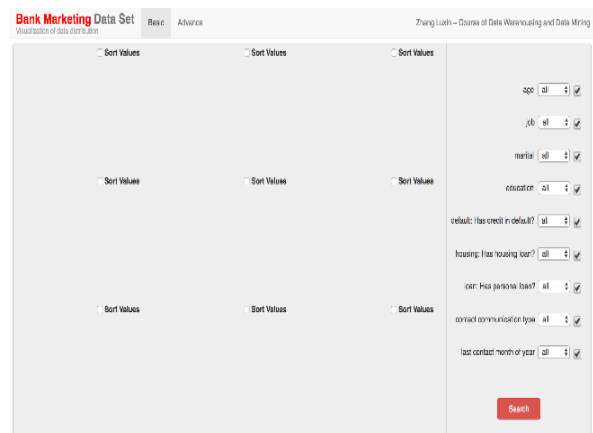 Bank Marketing Data Set Basic Advance Zhang Luxin – Course of Data Warehousing and Data Mining
Visualization of data distribution
Sort Values Sort Values Sort Values
age all
job all
marital all
Sort Values Sort Values Sort Values
education all
default: Has credit in default? all
housing: Has housing loan? all
loan: Has personal loan? all
Sort Values Sort Values Sort Values
contact communication type all
last contact month of year all
Search